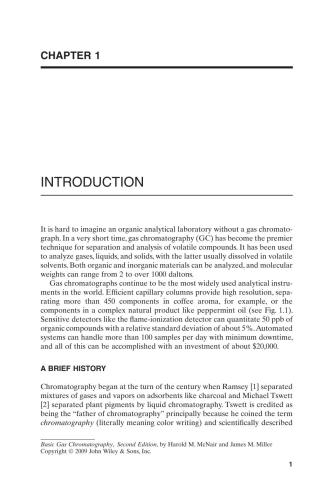 CHAPTER 1
INTRODUCTION
It is hard to imagine an organic analytical laboratory without a gas chromato-
graph. In a very short time, gas chromatography (GC) has become the premier
technique for separation and analysis of volatile compounds. It has been used
to analyze gases, liquids, and solids, with the latter usually dissolved in volatile
solvents. Both organic and inorganic materials can be analyzed, and molecular
weights can range from 2 to over 1000 daltons.
Gas chromatographs continue to be the most widely used analytical instru-
ments in the world. Efficient capillary columns provide high resolution, sepa-
rating more than 450 components in coffee aroma, for example, or the
components in a complex natural product like peppermint oil (see Fig. 1.1).
Sensitive detectors like the flame-ionization detector can quantitate 50 ppb of
organic compounds with a relative standard deviation of about 5%. Automated
systems can handle more than 100 samples per day with minimum downtime,
and all of this can be accomplished with an investment of about $20,000.
A BRIEF HISTORY
Chromatography began at the turn of the century when Ramsey [1] separated
mixtures of gases and vapors on adsorbents like charcoal and Michael Tswett
[2] separated plant pigments by liquid chromatography. Tswett is credited as
being the “father of chromatography” principally because he coined the term
chromatography (literally meaning color writing) and scientifically described
Basic Gas Chromatography, Second Edition, by Harold M. McNair and James M. Miller
Copyright © 2009 John Wiley & Sons, Inc.
1